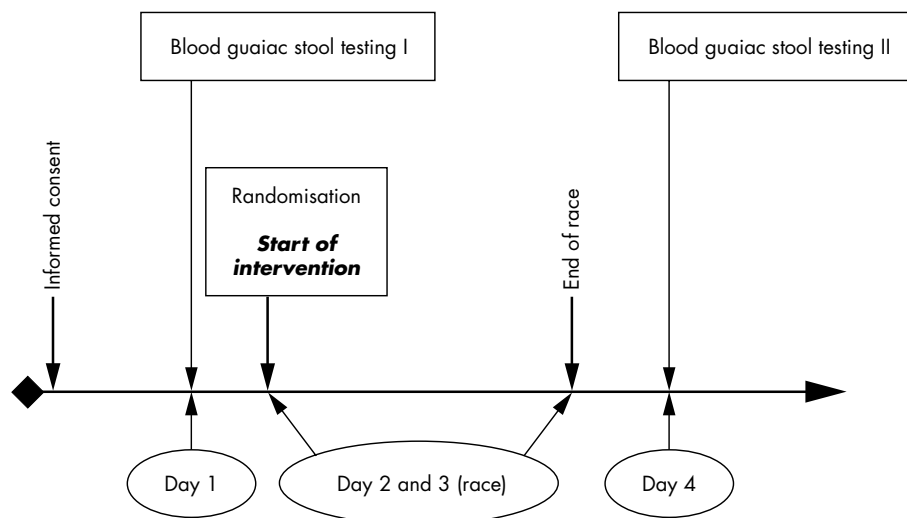 Blood guaiac stool testing I
Blood guaiac stool testing II
Informed consent
Randomisation
Start of
intervention
End of race
Day 1
Day 2 and 3 (race)
Day 4